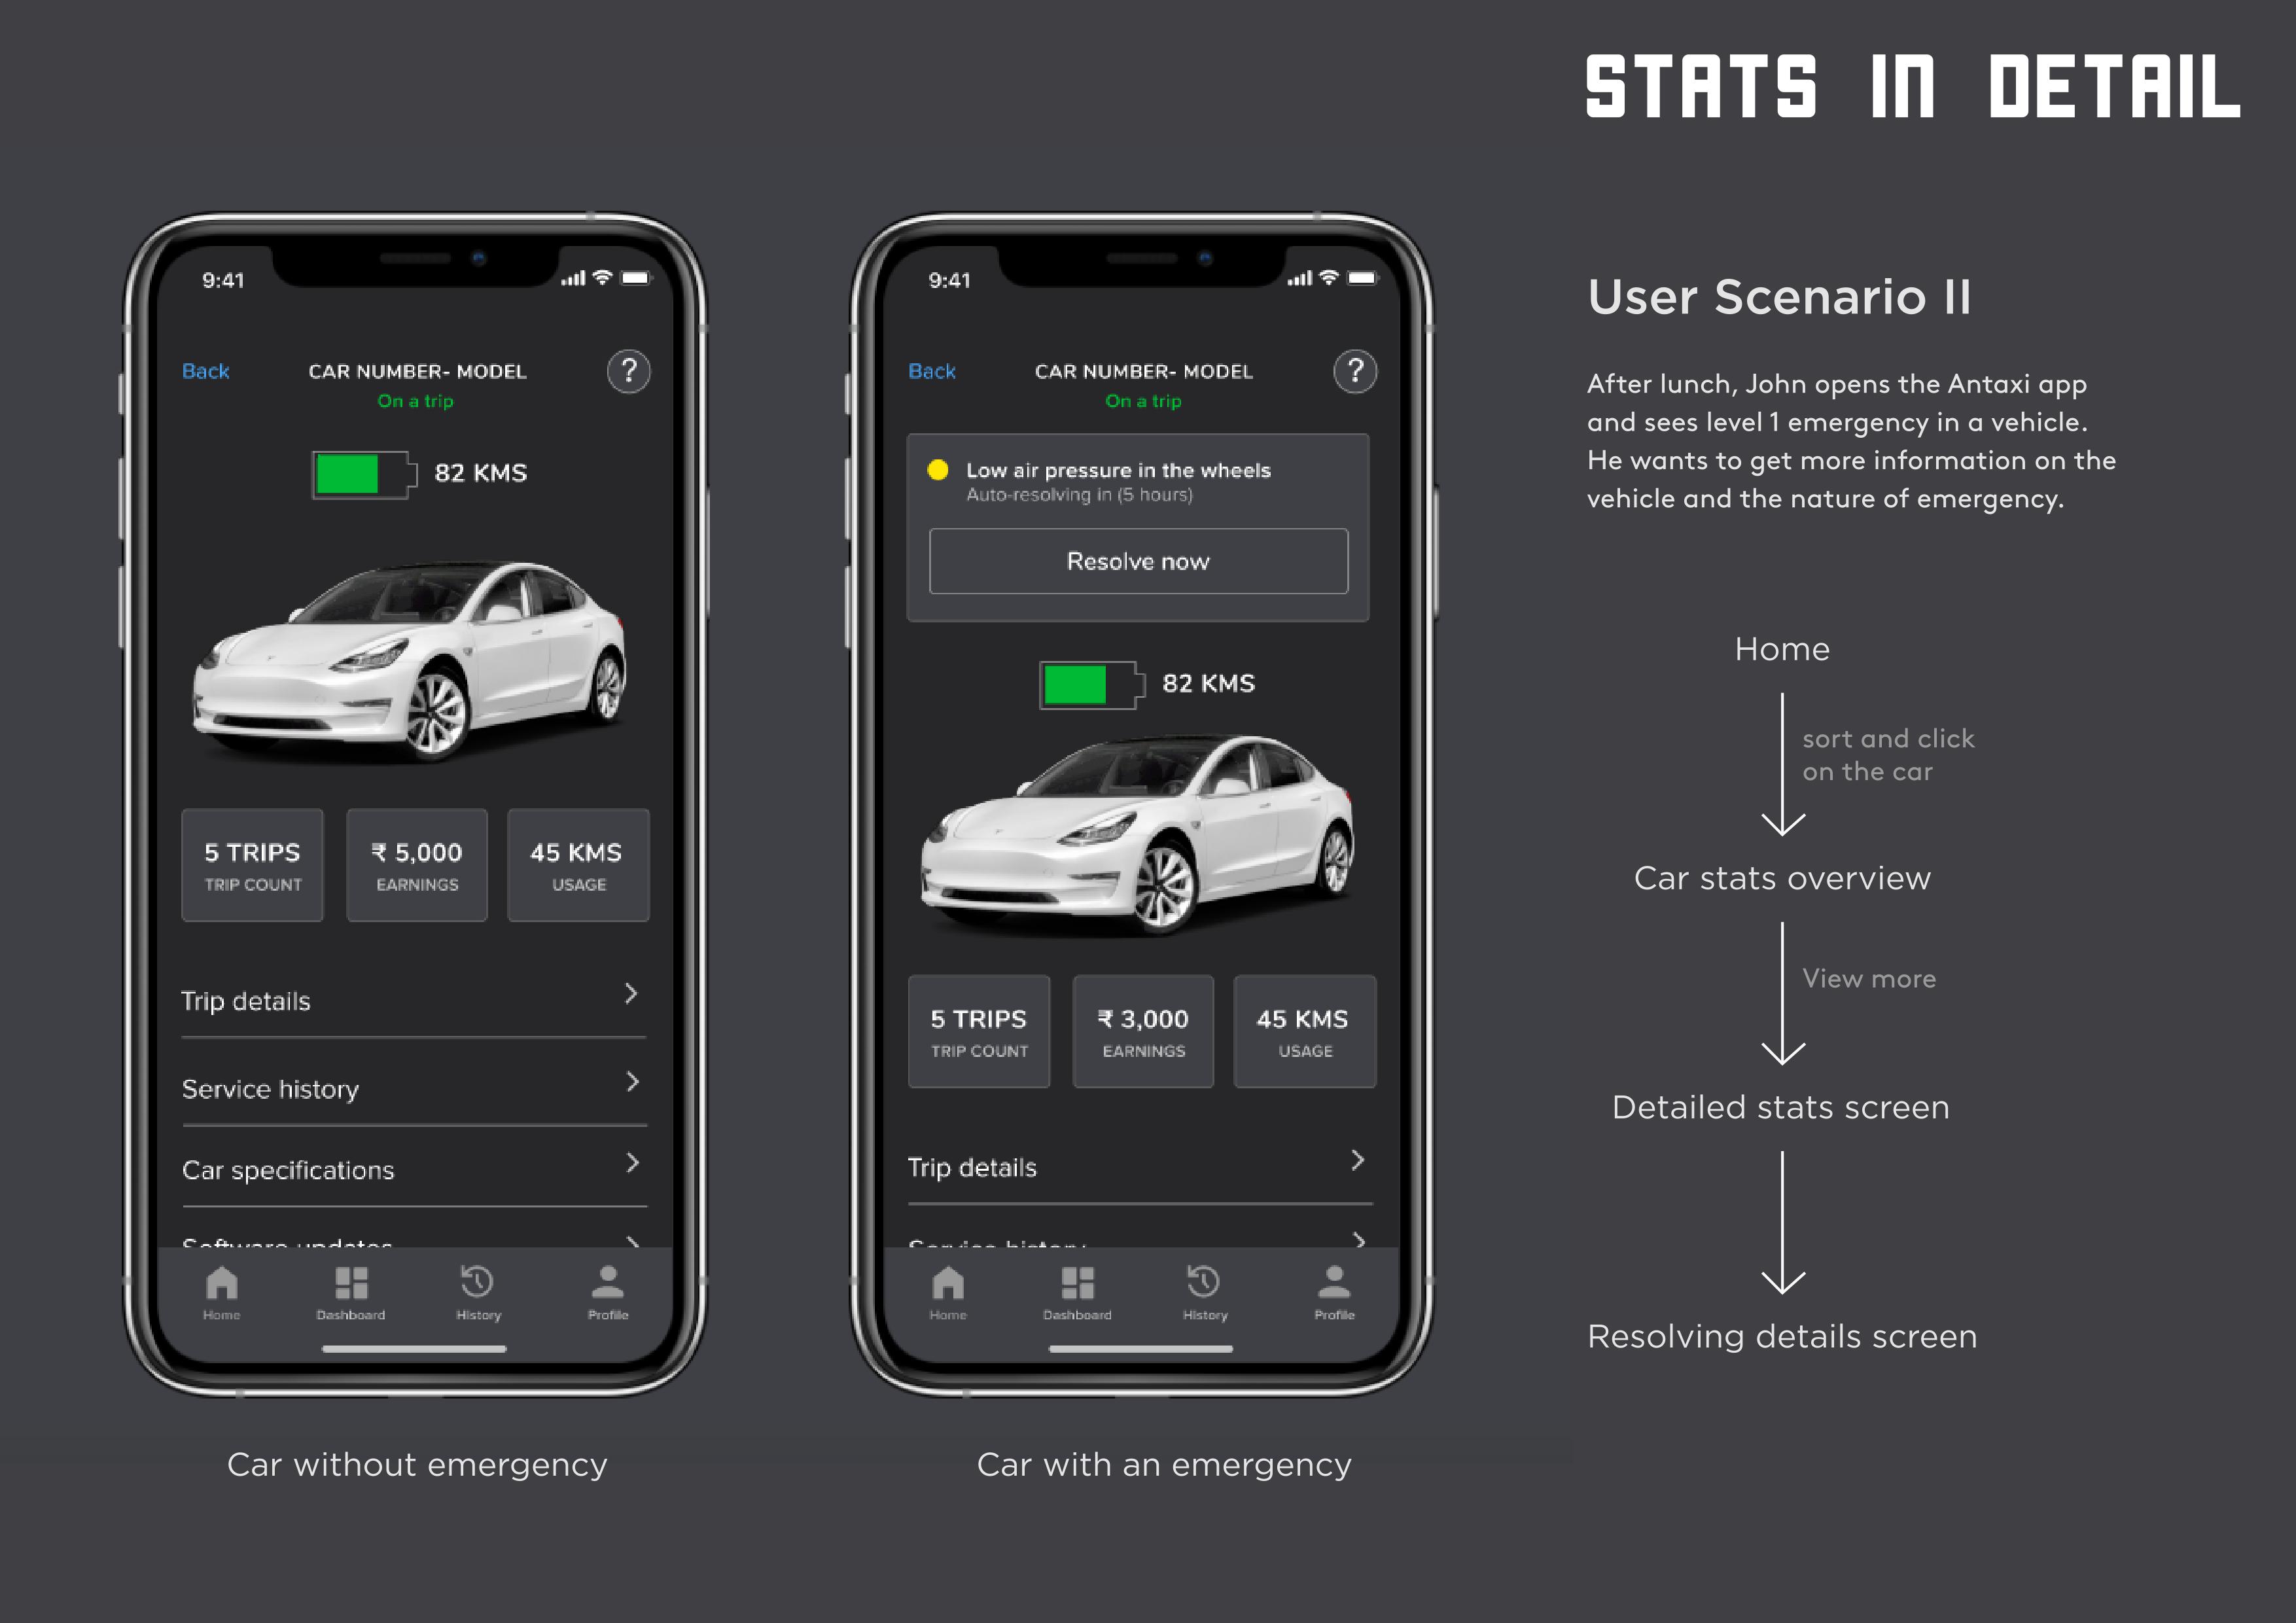 STATS IN DETAIL
9:41
Back
CAR NUMBER- MODEL
?
On a trip
82 KMS
5 TRIPS
TRIP COUNT
₹ 5,000
EARNINGS
45 KMS
USAGE
Trip details
Service history
Car specifications
Software updates
Home
Dashboard
History
Profile
Car without emergency
9:41
Back
CAR NUMBER- MODEL
?
On a trip
Low air pressure in the wheels
Auto-resolving in (5 hours)
Resolve now
82 KMS
5 TRIPS
TRIP COUNT
₹ 3,000
EARNINGS
45 KMS
USAGE
Trip details
Service history
Home
Dashboard
History
Profile
Car with an emergency
User Scenario II
After lunch, John opens the Antaxi app
and sees level 1 emergency in a vehicle.
He wants to get more information on the
vehicle and the nature of emergency.
Home
sort and click
on the car
Car stats overview
View more
Detailed stats screen
Resolving details screen